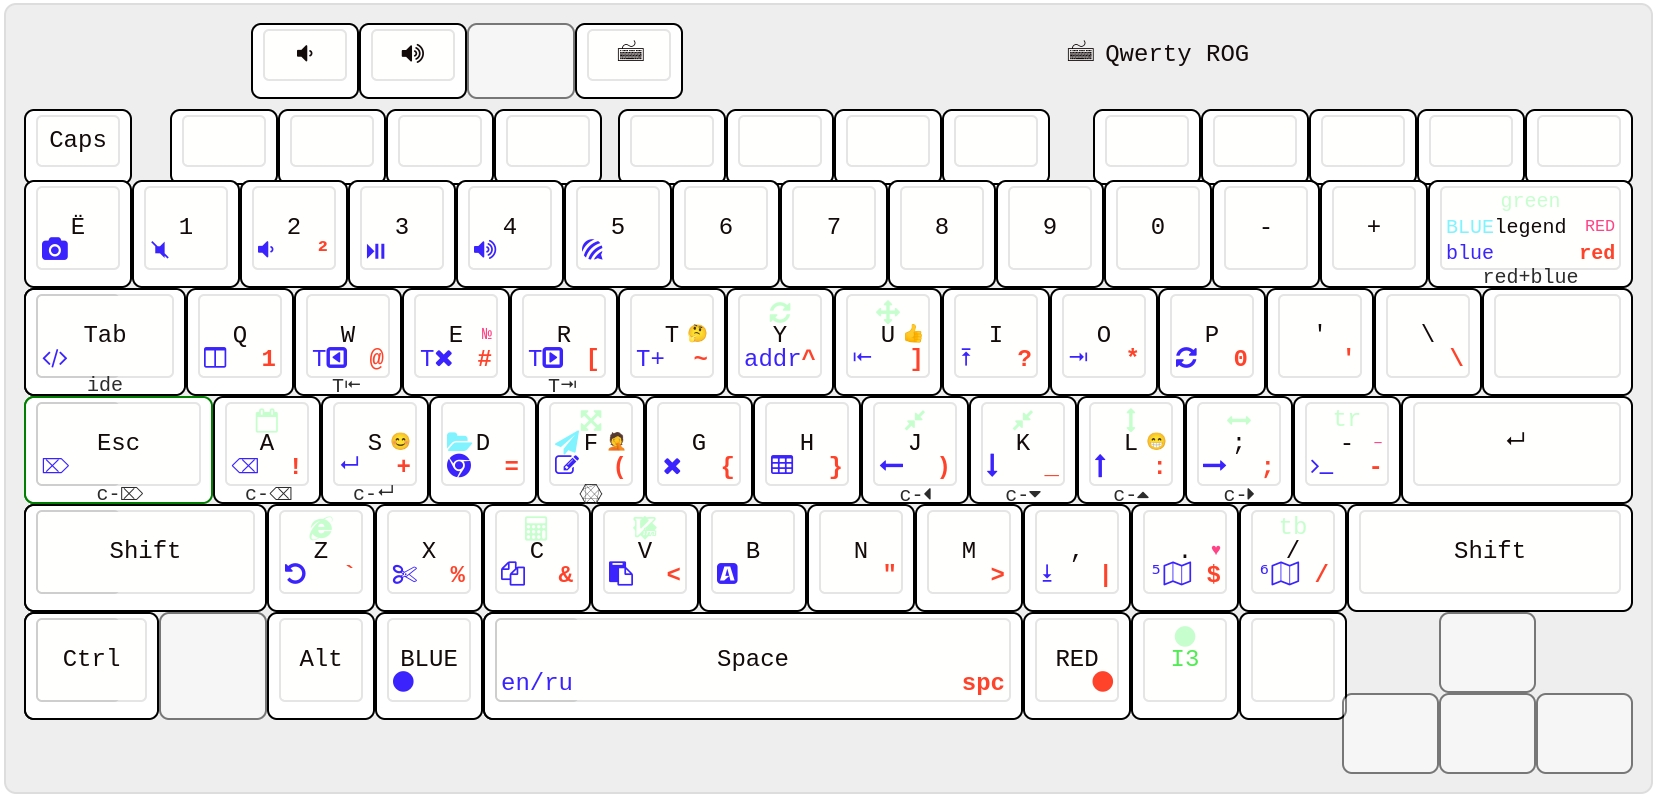 ⌨ Qwerty ROG
Caps
Ë 1 2 ² 3 4 5 6 7 8 9 0 - +
green
BLUE legend RED
blue red
red+blue
Tab Q W E № R T 🤔 Y U 👍 I O P ' \
</> 1 T @ T✖ # T [ T+ ~ addr ^ ⇤ ] ⤒ ? ⇥ * 0 ' \
ide T⇤ T⇥
tr
Esc A S 😊 D F 🤦 G H J K L 😁 ; - – ↵
⌦ ⌫ ! ↵ + = ( ✖ { } ← ) ↓ _ ↑ : → ; >_ -
c-⌦ c-⌫ c-↵ c-◀ c-▼ c-▲ c-▶
tb
Shift Z X C V B N M , . ♥ / Shift
` ✂ % & < A " > ⤓ | ⁵ $ ⁶ /
Ctrl Alt BLUE Space RED I3
en/ru spc